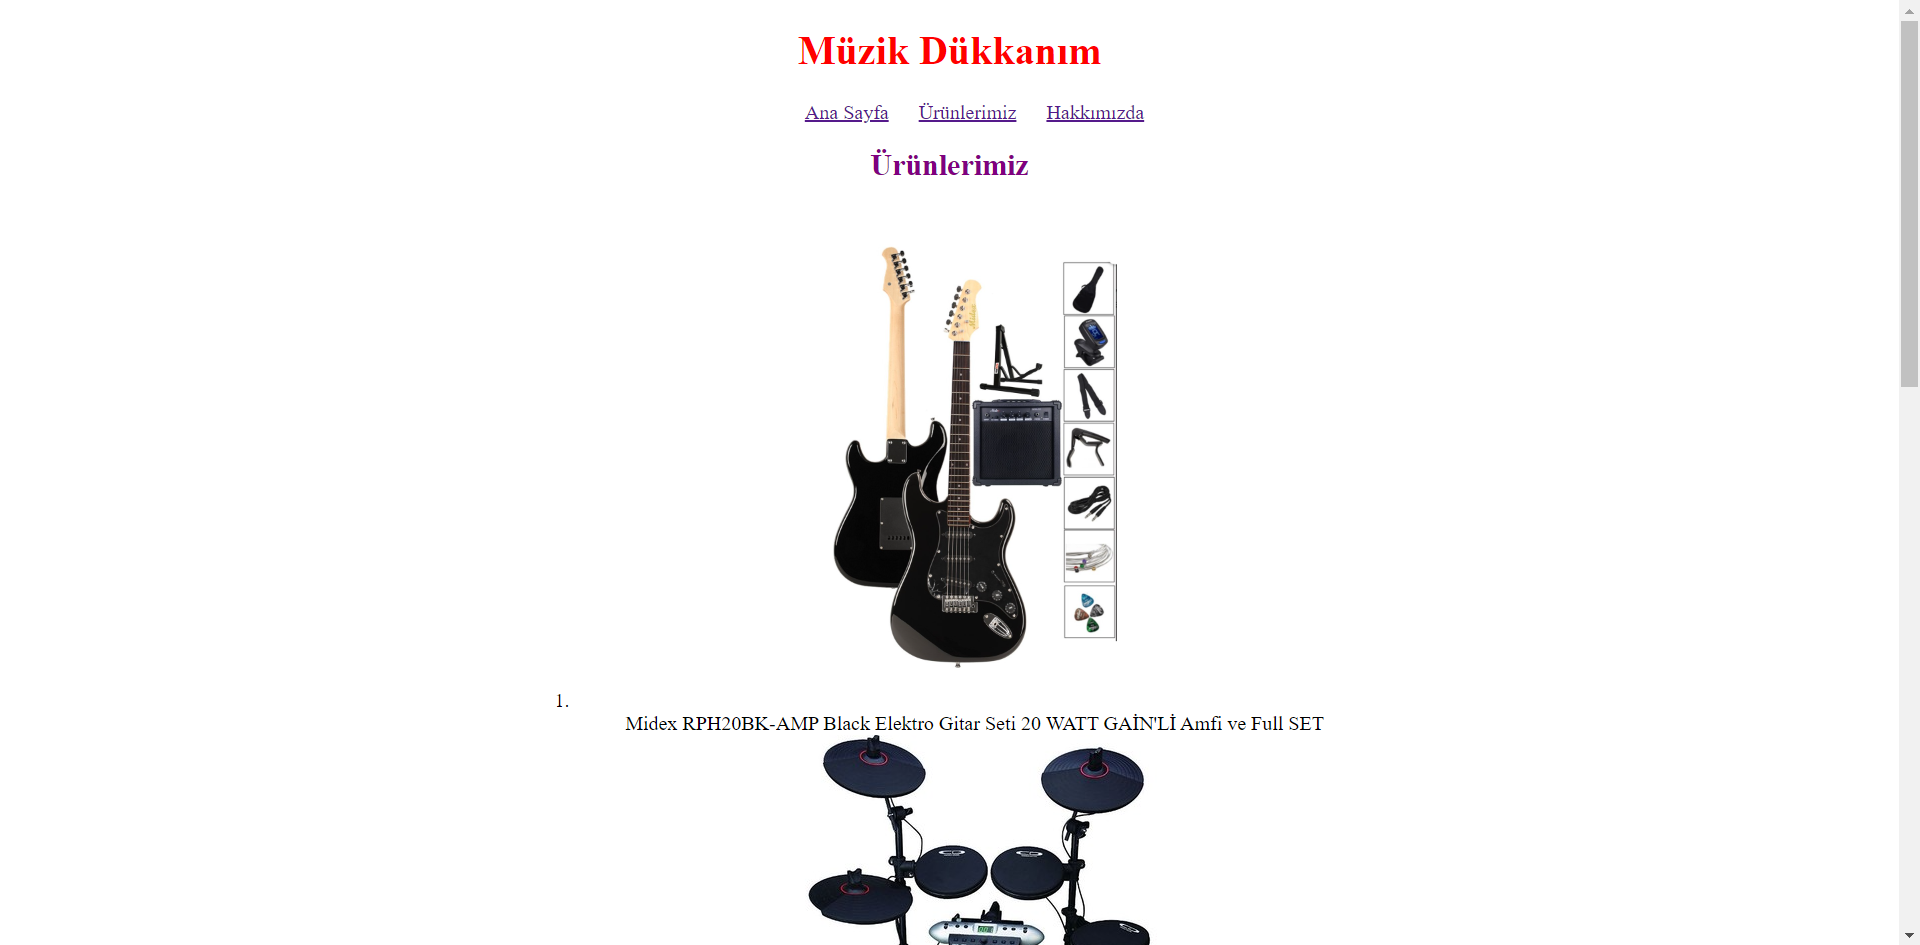 Müzik Dükkanım
Ana Sayfa Ürünlerimiz Hakkımızda
Ürünlerimiz
1.
Midex RPH20BK-AMP Black Elektro Gitar Seti 20 WATT GAİN'Lİ Amfi ve Full SET